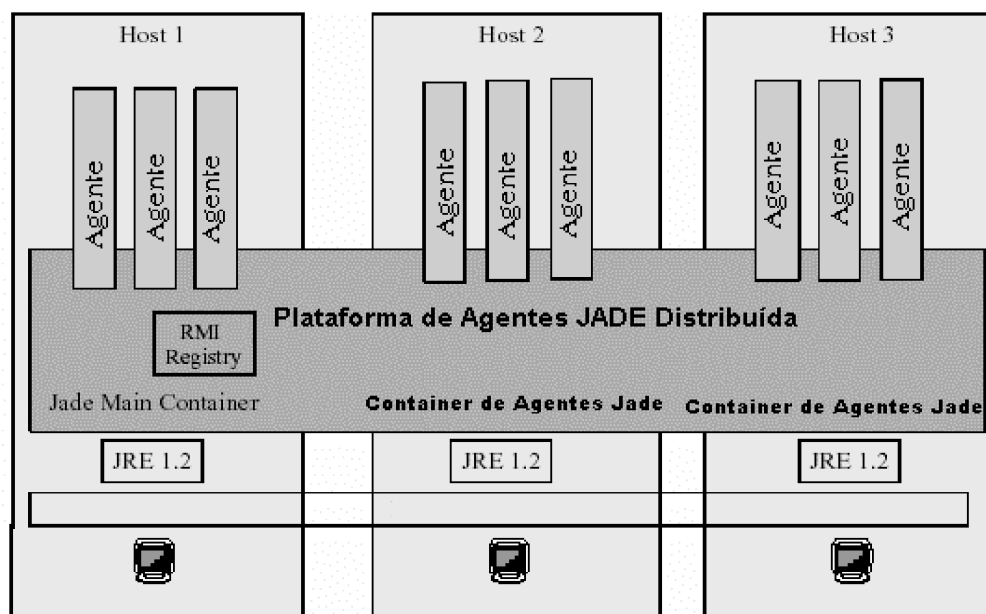 Host 1
Host 2
Host 3
Agente
Agente
Agente
Agente
Agente
Agente
Agente
Agente
Agente
Plataforma de Agentes JADE Distribuída
RMI
Registry
Jade Main Container
Container de Agentes Jade
Container de Agentes Jade
JRE 1.2
JRE 1.2
JRE 1.2